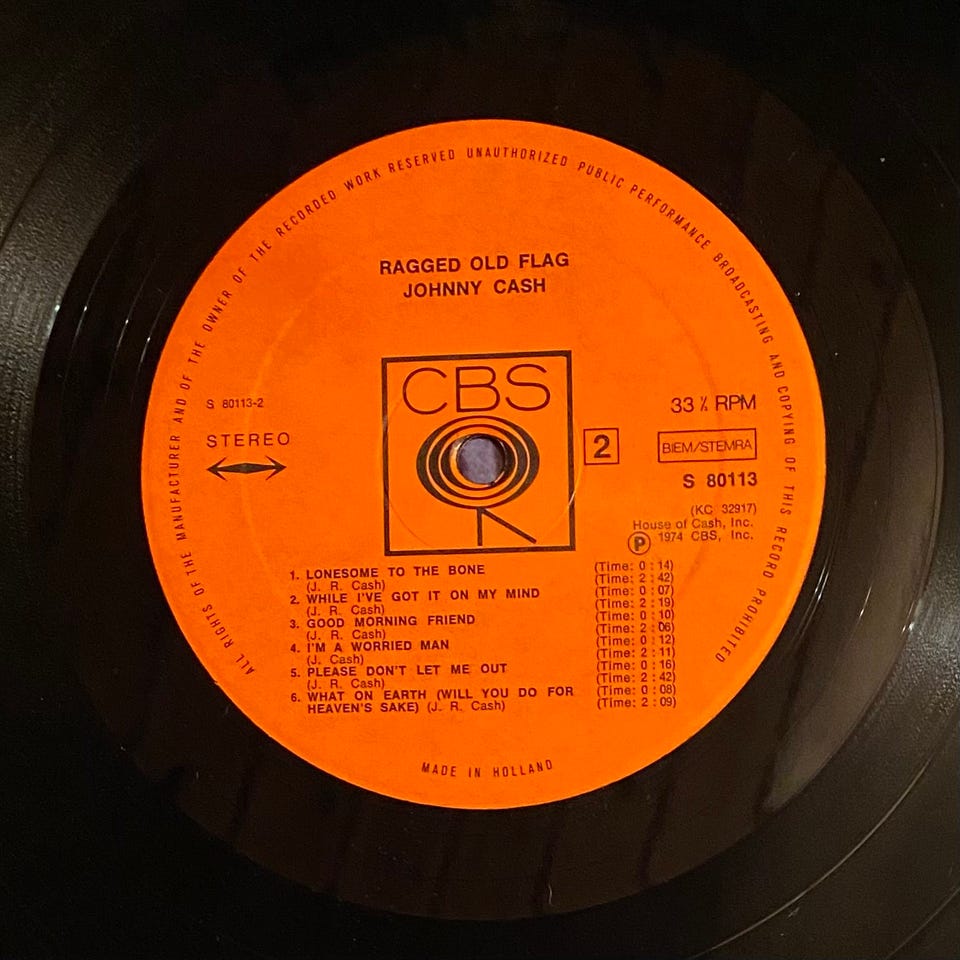 ALL RIGHTS OF THE MANUFACTURER AND OF THE OWNER OF THE RECORDED WORK RESERVED UNAUTHORIZED PUBLIC PERFORMANCE BROADCASTING AND COPYING OF THIS RECORD PROHIBITED
RAGGED OLD FLAG
JOHNNY CASH
CBS
S 80113-2
STEREO
2
33 ⅓ RPM
BIEM/STEMRA
S 80113
(KC 32917)
House of Cash, Inc.
Ⓟ 1974 CBS, Inc.
1. LONESOME TO THE BONE (Time: 0 : 14)
(J. R. Cash) (Time: 2 : 42)
2. WHILE I'VE GOT IT ON MY MIND (Time: 0 : 07)
(J. R. Cash) (Time: 2 : 19)
3. GOOD MORNING FRIEND (Time: 0 : 10)
(J. R. Cash) (Time: 2 : 06)
4. I'M A WORRIED MAN (Time: 0 : 12)
(J. Cash) (Time: 2 : 11)
5. PLEASE DON'T LET ME OUT (Time: 0 : 16)
(J. R. Cash) (Time: 2 : 42)
6. WHAT ON EARTH (WILL YOU DO FOR (Time: 0 : 08)
HEAVEN'S SAKE) (J. R. Cash) (Time: 2 : 09)
MADE IN HOLLAND